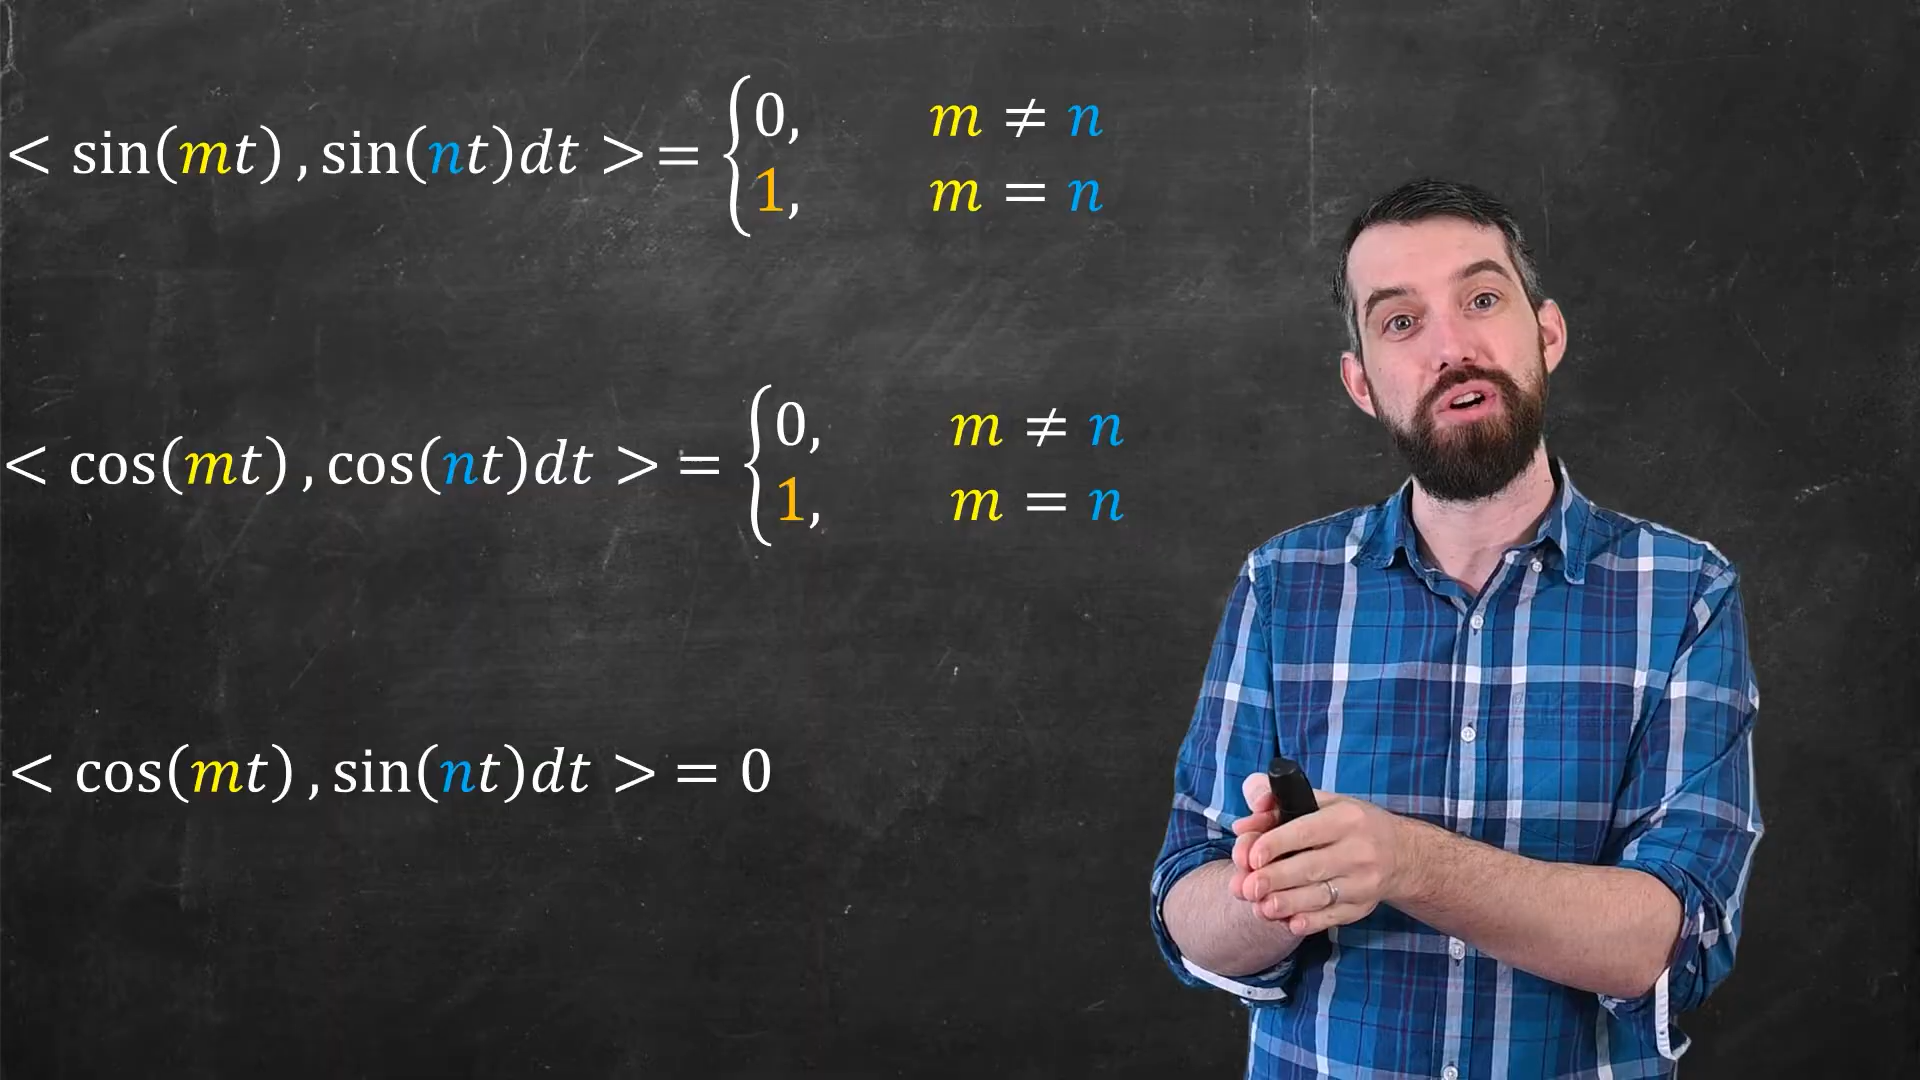 < sin(mt) , sin(nt)dt > = { 0, m ≠ n
1, m = n
< cos(mt) , cos(nt)dt > = { 0, m ≠ n
1, m = n
< cos(mt) , sin(nt)dt > = 0